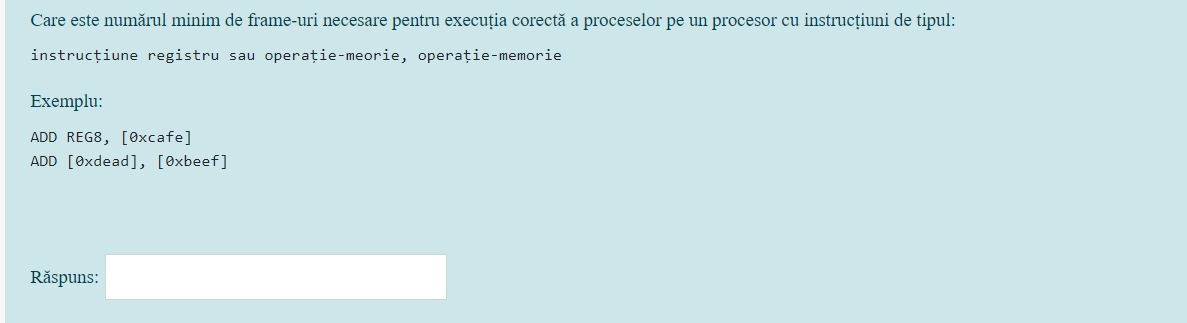 Care este numărul minim de frame-uri necesare pentru execuția corectă a proceselor pe un procesor cu instrucțiuni de tipul:
instrucțiune registru sau operație-meorie, operație-memorie
Exemplu:
ADD REG8, [0xcafe]
ADD [0xdead], [0xbeef]
Răspuns: